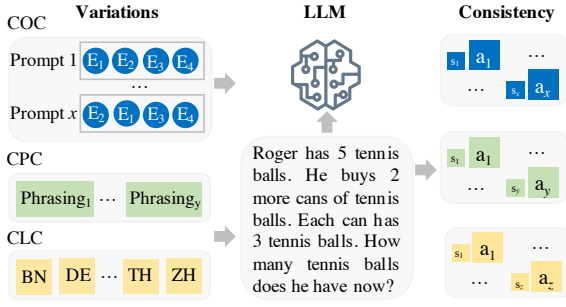 Variations
LLM
Consistency
COC
Prompt 1 E1 E2 E3 E4
...
Prompt x E2 E1 E3 E4
s1 a1 ...
... sx ax
CPC
Phrasing1 ... Phrasingy
Roger has 5 tennis
balls. He buys 2
more cans of tennis
balls. Each can has
3 tennis balls. How
many tennis balls
does he have now?
s1 a1 ...
... sy ay
CLC
BN DE ... TH ZH
s1 a1 ...
... sz az